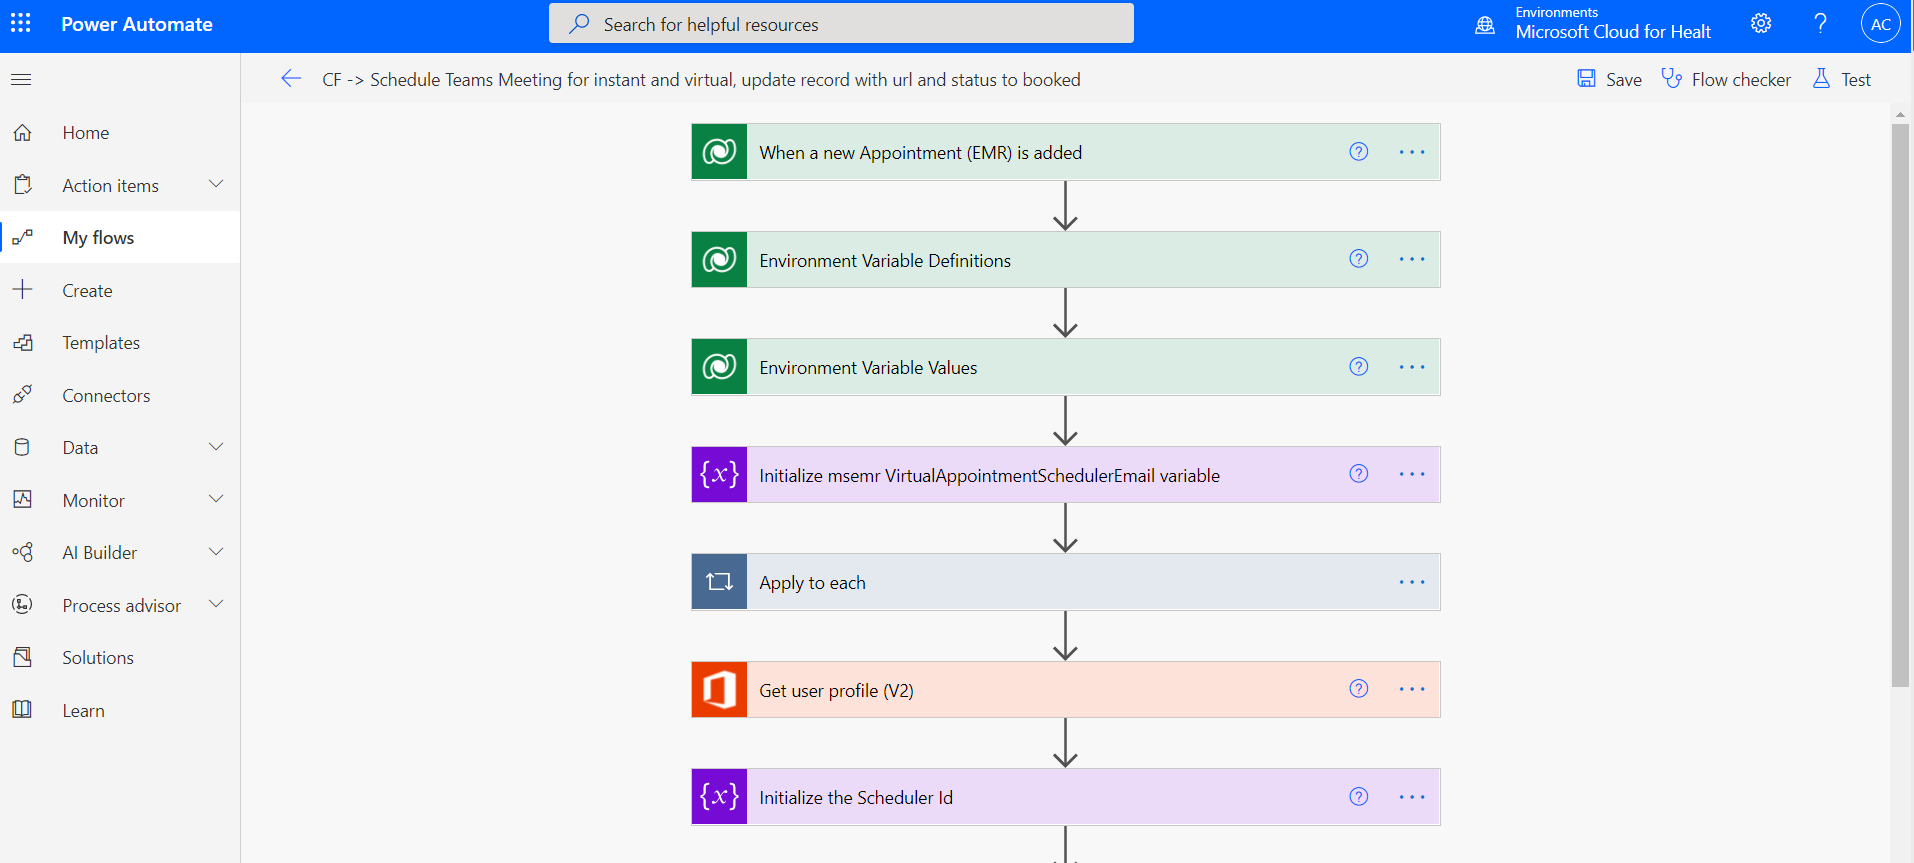 Power Automate
Search for helpful resources
Environments
Microsoft Cloud for Healt
?
AC
CF -> Schedule Teams Meeting for instant and virtual, update record with url and status to booked
Save
Flow checker
Test
Home
Action items
My flows
Create
Templates
Connectors
Data
Monitor
AI Builder
Process advisor
Solutions
Learn
When a new Appointment (EMR) is added
?
Environment Variable Definitions
?
Environment Variable Values
?
{x} Initialize msemr VirtualAppointmentSchedulerEmail variable
?
Apply to each
Get user profile (V2)
?
{x} Initialize the Scheduler Id
?